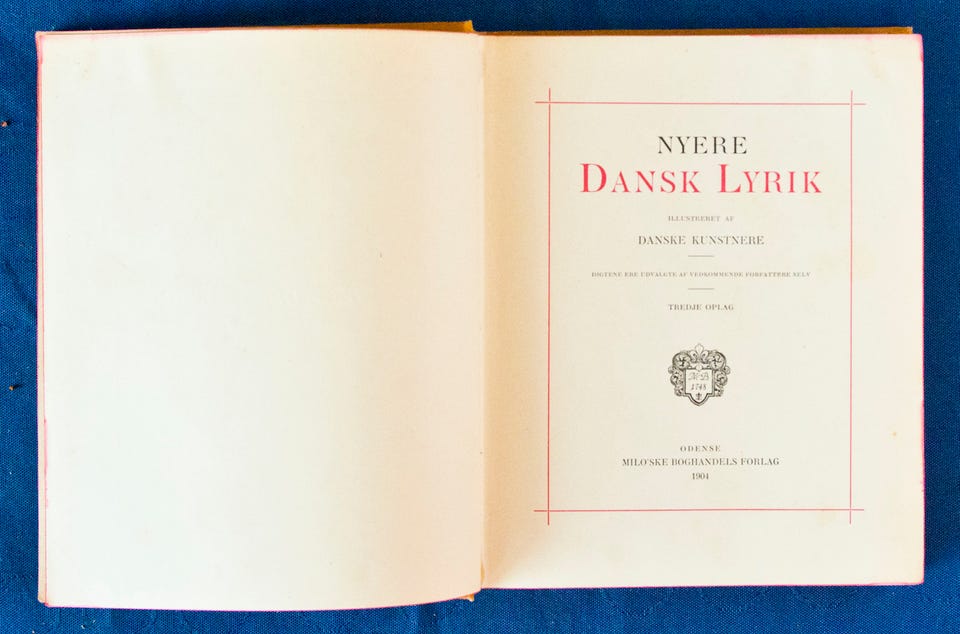 NYERE
DANSK LYRIK
ILLUSTRERET AF
DANSKE KUNSTNERE
DIGTENE ERE UDVALGTE AF VEDKOMMENDE FORFATTERE SELV
TREDJE OPLAG
M B
1748
ODENSE
MILO'SKE BOGHANDELS FORLAG
1904